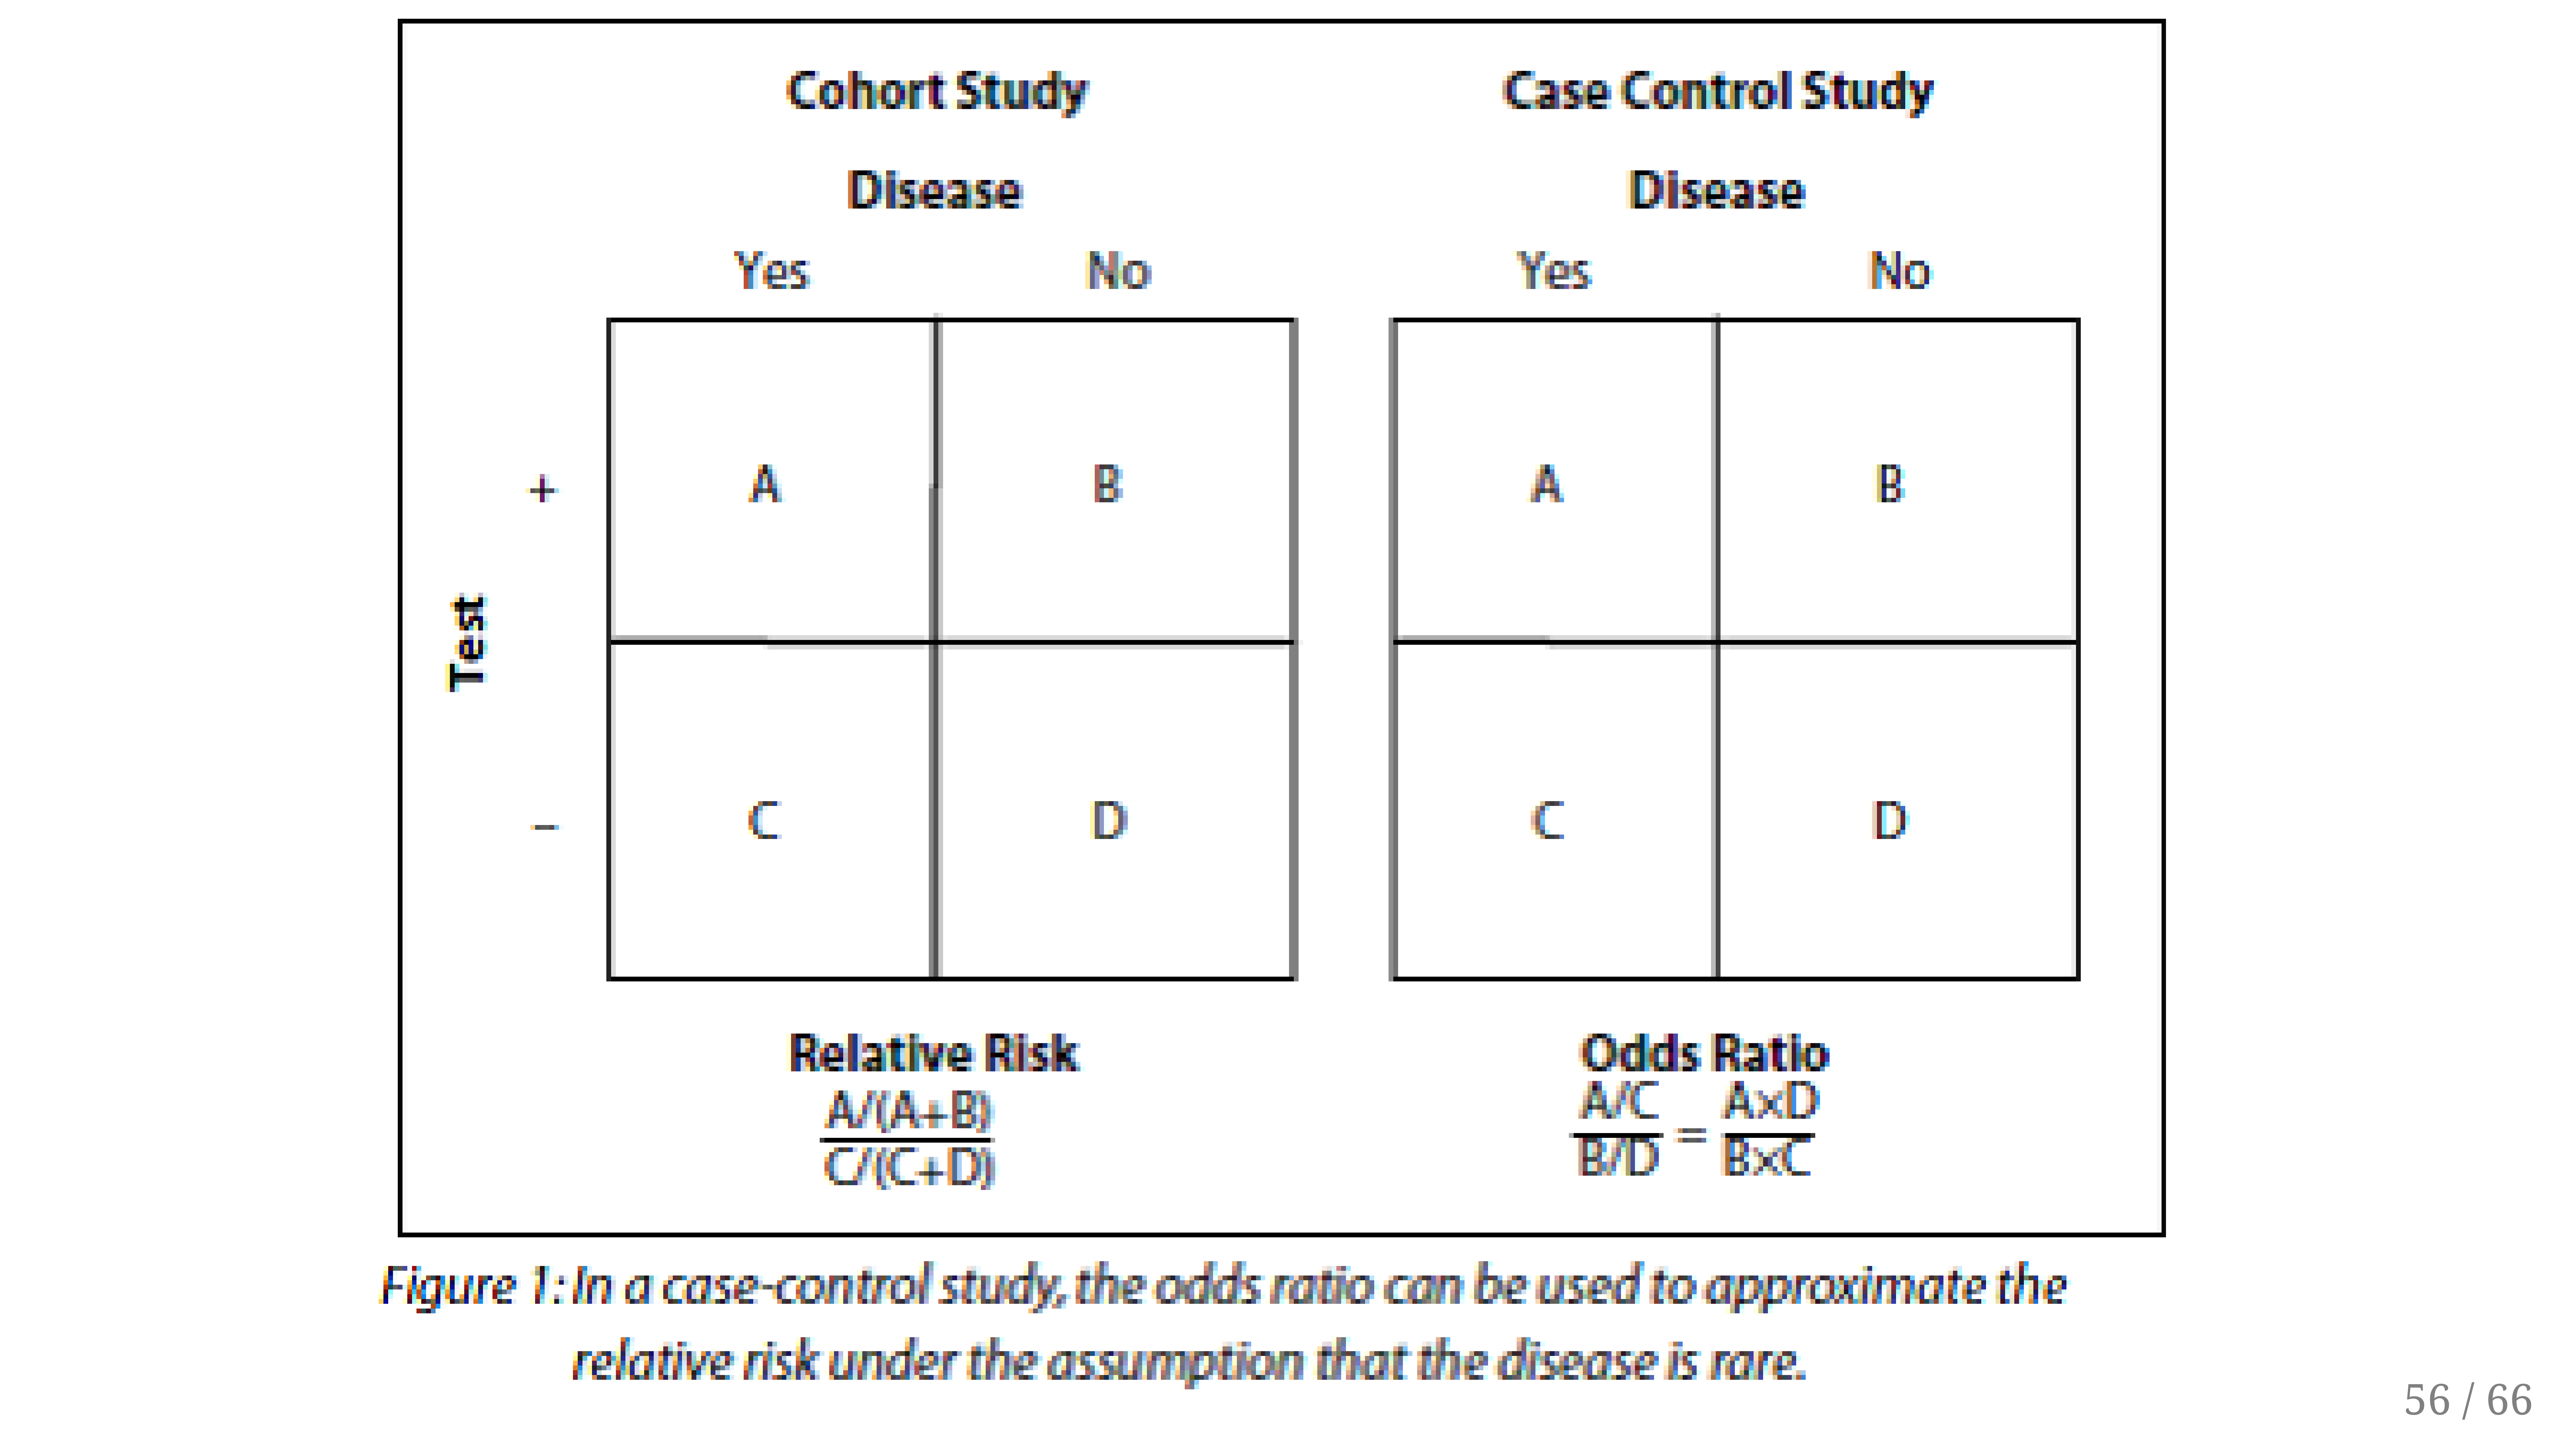 Cohort Study
Disease
Yes No
Test
+ A B
– C D
Relative Risk
A/(A+B)
C/(C+D)
Case Control Study
Disease
Yes No
A B
C D
Odds Ratio
A/C = AxD
B/D BxC
Figure 1: In a case-control study, the odds ratio can be used to approximate the
relative risk under the assumption that the disease is rare.
56 / 66